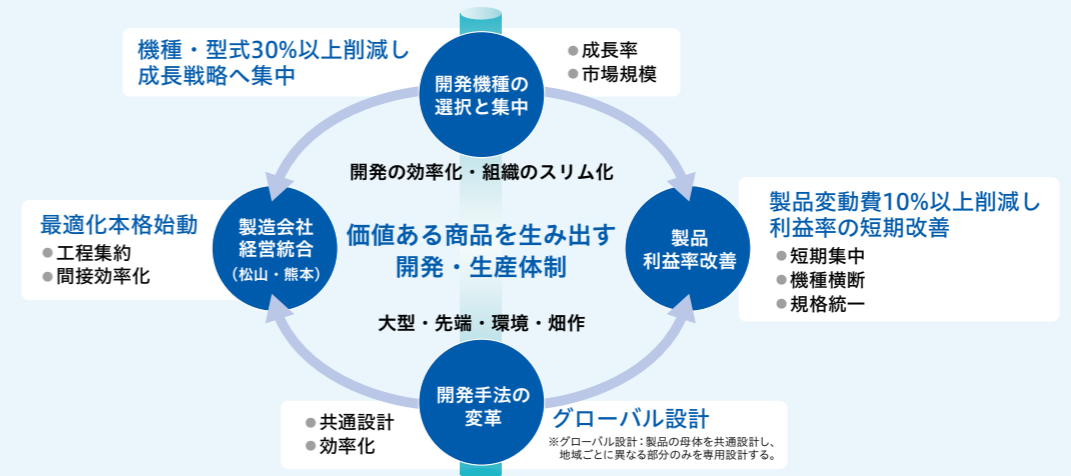 機種・型式30%以上削減し
成長戦略へ集中
開発機種の
選択と集中
●成長率
●市場規模
開発の効率化・組織のスリム化
最適化本格始動
●工程集約
●間接効率化
製造会社
経営統合
（松山・熊本）
価値ある商品を生み出す
開発・生産体制
製品
利益率改善
製品変動費10%以上削減し
利益率の短期改善
●短期集中
●機種横断
●規格統一
大型・先端・環境・畑作
●共通設計
●効率化
開発手法の
変革
グローバル設計
※グローバル設計：製品の母体を共通設計し、
地域ごとに異なる部分のみを専用設計する。